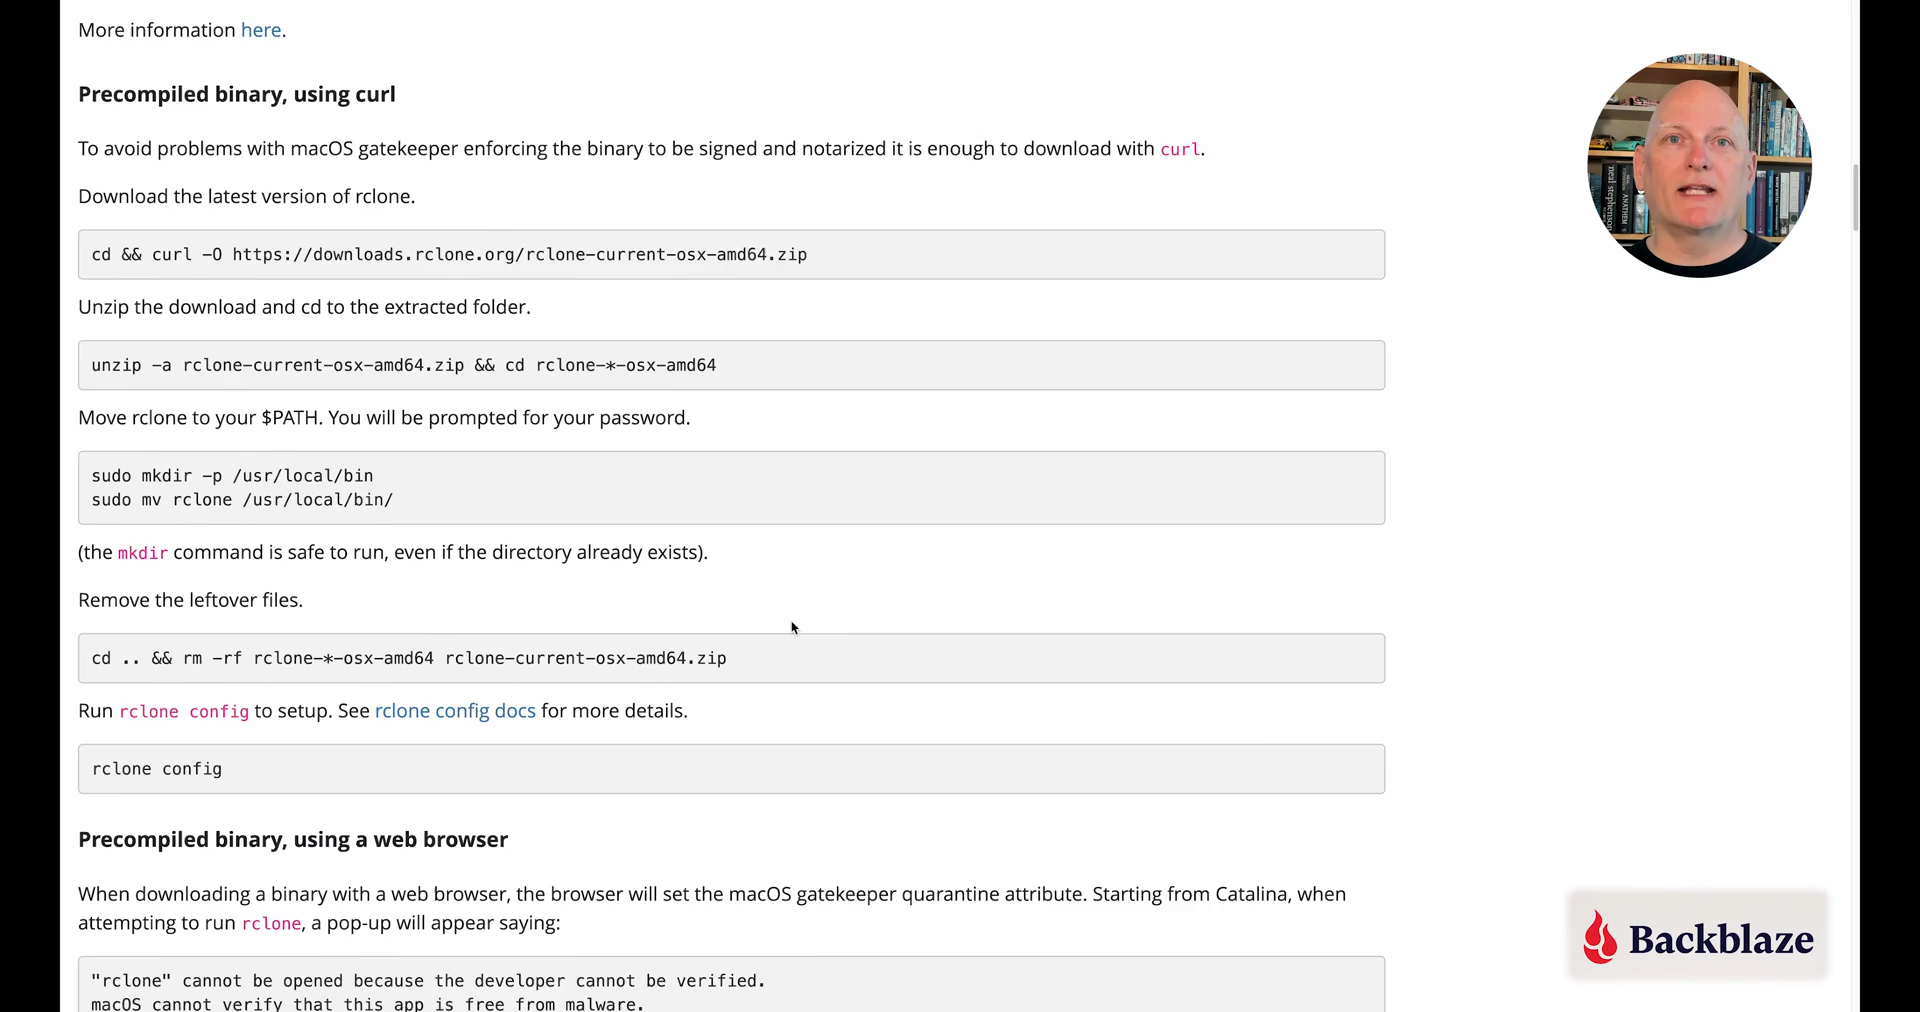 More information here.
Precompiled binary, using curl
To avoid problems with macOS gatekeeper enforcing the binary to be signed and notarized it is enough to download with curl.
Download the latest version of rclone.
cd && curl -O https://downloads.rclone.org/rclone-current-osx-amd64.zip
Unzip the download and cd to the extracted folder.
unzip -a rclone-current-osx-amd64.zip && cd rclone-*-osx-amd64
Move rclone to your $PATH. You will be prompted for your password.
sudo mkdir -p /usr/local/bin
sudo mv rclone /usr/local/bin/
(the mkdir command is safe to run, even if the directory already exists).
Remove the leftover files.
cd .. && rm -rf rclone-*-osx-amd64 rclone-current-osx-amd64.zip
Run rclone config to setup. See rclone config docs for more details.
rclone config
Precompiled binary, using a web browser
When downloading a binary with a web browser, the browser will set the macOS gatekeeper quarantine attribute. Starting from Catalina, when
attempting to run rclone, a pop-up will appear saying:
"rclone" cannot be opened because the developer cannot be verified.
macOS cannot verify that this app is free from malware.
neal stephenson
ANATHEM
Backblaze